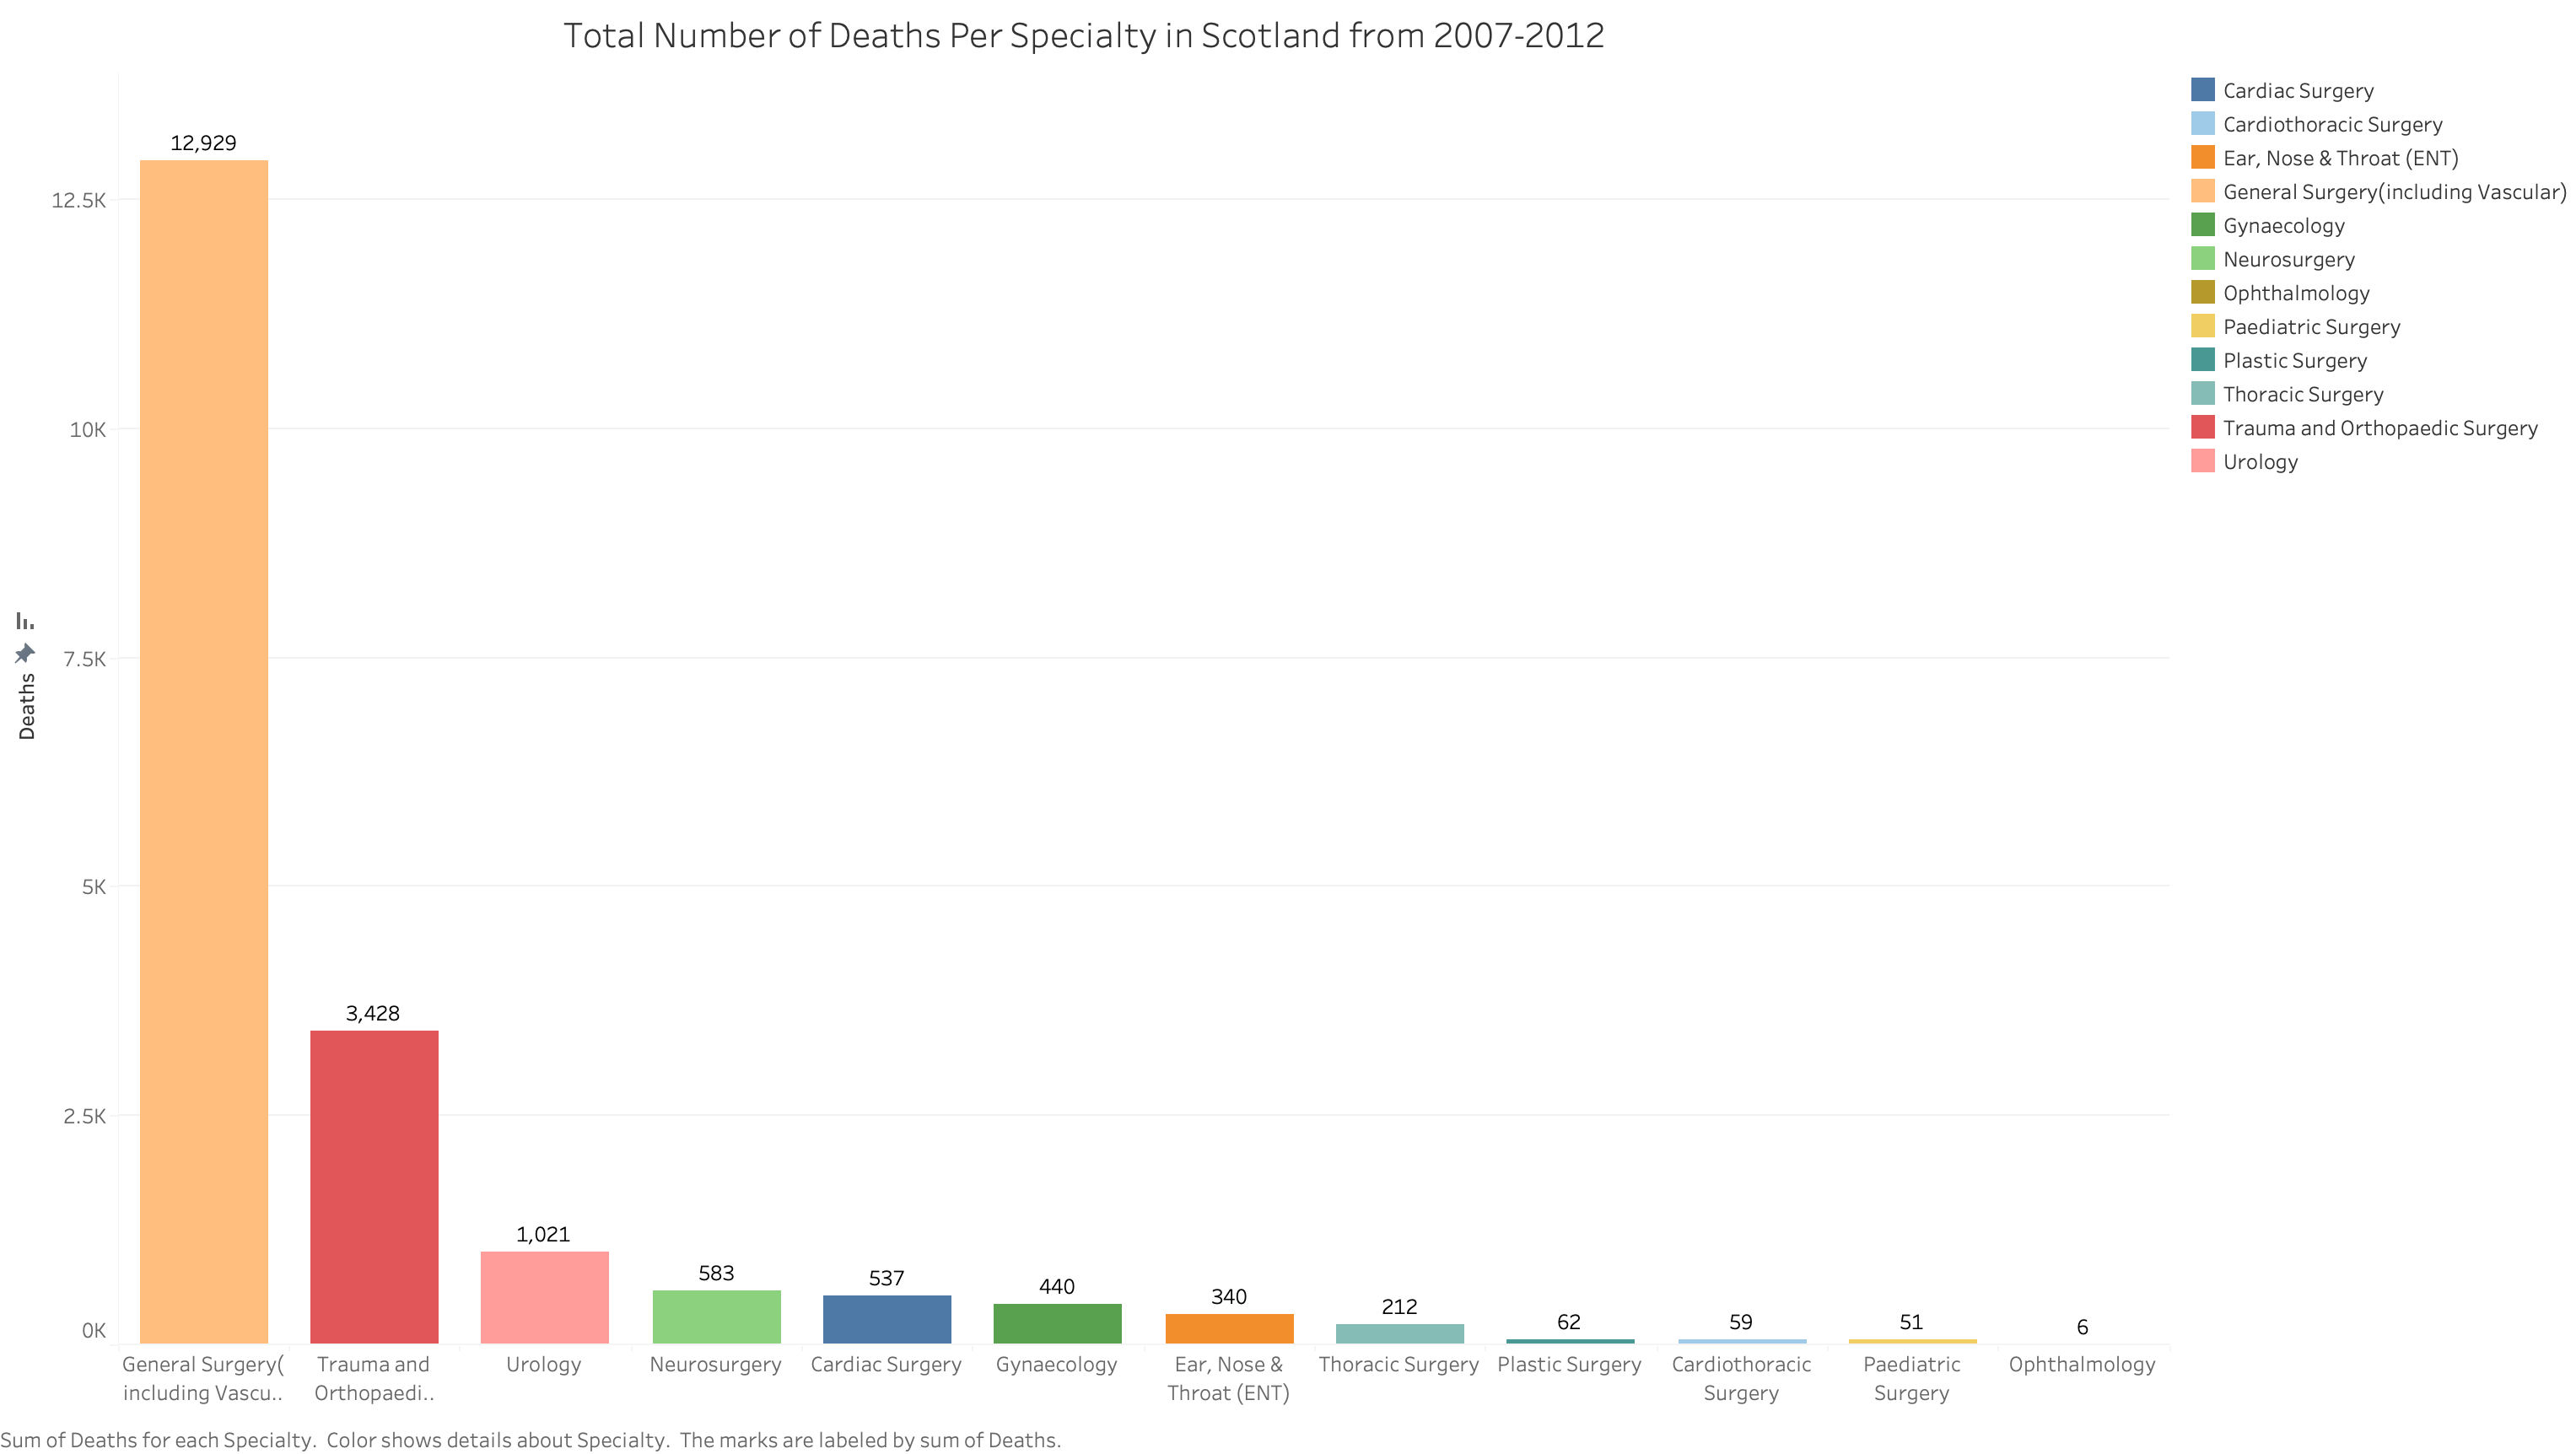 Total Number of Deaths Per Specialty in Scotland from 2007-2012
Cardiac Surgery
Cardiothoracic Surgery
Ear, Nose & Throat (ENT)
General Surgery(including Vascular)
Gynaecology
Neurosurgery
Ophthalmology
Paediatric Surgery
Plastic Surgery
Thoracic Surgery
Trauma and Orthopaedic Surgery
Urology
Deaths
12.5K
10K
7.5K
5K
2.5K
0K
12,929
3,428
1,021
583
537
440
340
212
62
59
51
6
General Surgery(
including Vascu..
Trauma and
Orthopaedi..
Urology
Neurosurgery
Cardiac Surgery
Gynaecology
Ear, Nose &
Throat (ENT)
Thoracic Surgery
Plastic Surgery
Cardiothoracic
Surgery
Paediatric
Surgery
Ophthalmology
Sum of Deaths for each Specialty.  Color shows details about Specialty.  The marks are labeled by sum of Deaths.